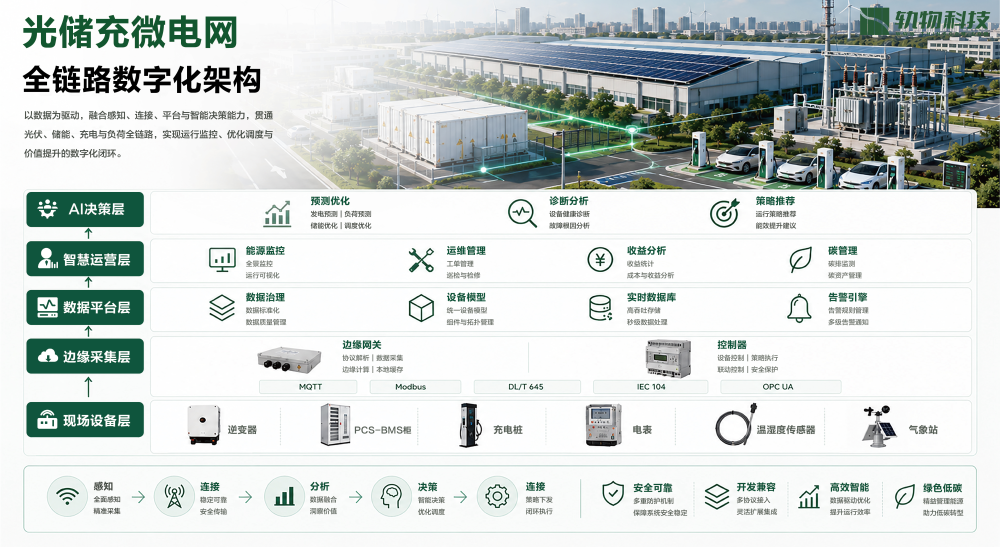 光储充微电网
钦物科技
全链路数字化架构
以数据为驱动，融合感知、连接、平台与智能决策能力，贯通
光伏、储能、充电与负荷全链路，实现运行监控、优化调度与
价值提升的数字化闭环。
AI决策层
预测优化
发电预测 | 负荷预测
储能优化 | 调度优化
诊断分析
设备健康诊断
故障根因分析
策略推荐
运行策略推荐
能效提升建议
智慧运营层
能源监控
全景监控
运行可视化
运维管理
工单管理
巡检与检修
收益分析
收益统计
成本与收益分析
碳管理
碳排监测
碳资产管理
数据平台层
数据治理
数据标准化
数据质量管理
设备模型
统一设备模型
组件与拓扑管理
实时数据库
高吞吐存储
秒级数据处理
告警引擎
告警规则管理
多级告警通知
边缘采集层
边缘网关
协议解析 | 数据采集
边缘计算 | 本地缓存
控制器
设备控制 | 策略执行
联动控制 | 安全保护
MQTT
Modbus
DL/T 645
IEC 104
OPC UA
现场设备层
逆变器
PCS-BMS柜
充电桩
电表
温湿度传感器
气象站
感知
全面感知
精准采集
连接
稳定可靠
安全传输
分析
数据融合
洞察价值
决策
智能决策
优化调度
连接
策略下发
闭环执行
安全可靠
多重防护机制
保障系统安全稳定
开发兼容
多协议接入
灵活扩展集成
高效智能
数据驱动优化
提升运行效率
绿色低碳
精益管理能源
助力低碳转型